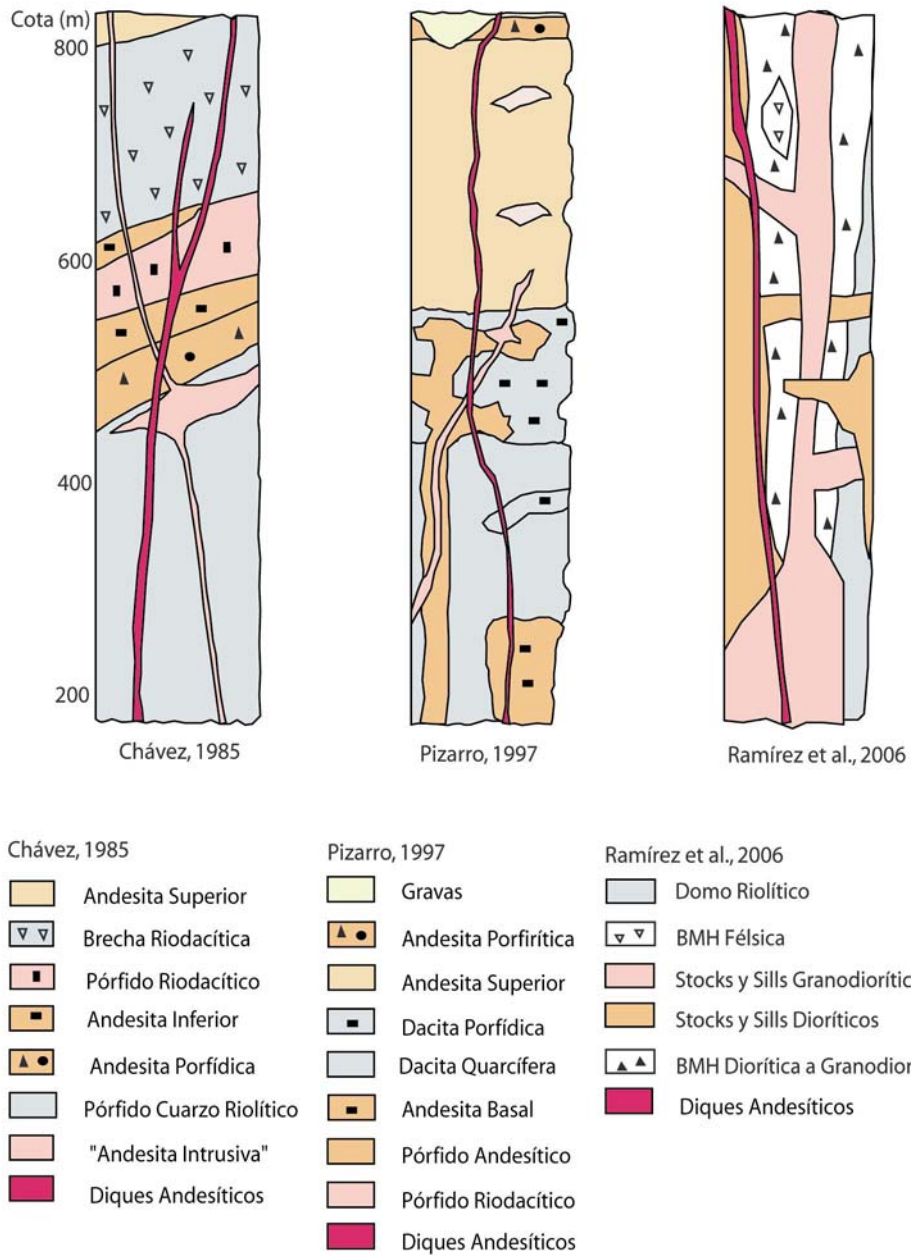 Cota (m)
800
600
400
200
Chávez, 1985
Pizarro, 1997
Ramírez et al., 2006
Chávez, 1985
Andesita Superior
Brecha Riodacítica
Pórfido Riodacítico
Andesita Inferior
Andesita Porfídica
Pórfido Cuarzo Riolítico
"Andesita Intrusiva"
Diques Andesíticos
Pizarro, 1997
Gravas
Andesita Porfirítica
Andesita Superior
Dacita Porfídica
Dacita Quarcífera
Andesita Basal
Pórfido Andesítico
Pórfido Riodacítico
Diques Andesíticos
Ramírez et al., 2006
Domo Riolítico
BMH Félsica
Stocks y Sills Granodiorític
Stocks y Sills Dioríticos
BMH Diorítica a Granodior
Diques Andesíticos